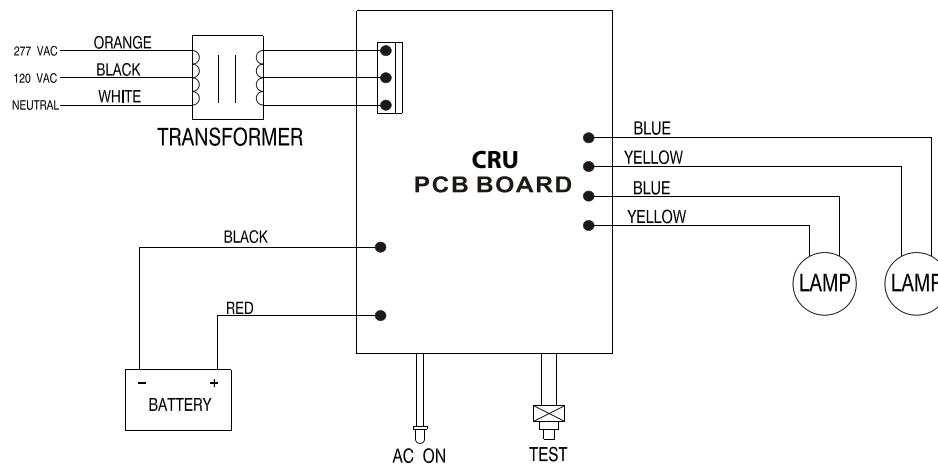 277 VAC ORANGE
120 VAC BLACK
NEUTRAL WHITE
TRANSFORMER
CRU
PCB BOARD
BLUE
YELLOW
BLUE
YELLOW
LAMP
LAMP
BLACK
RED
- +
BATTERY
AC ON
TEST